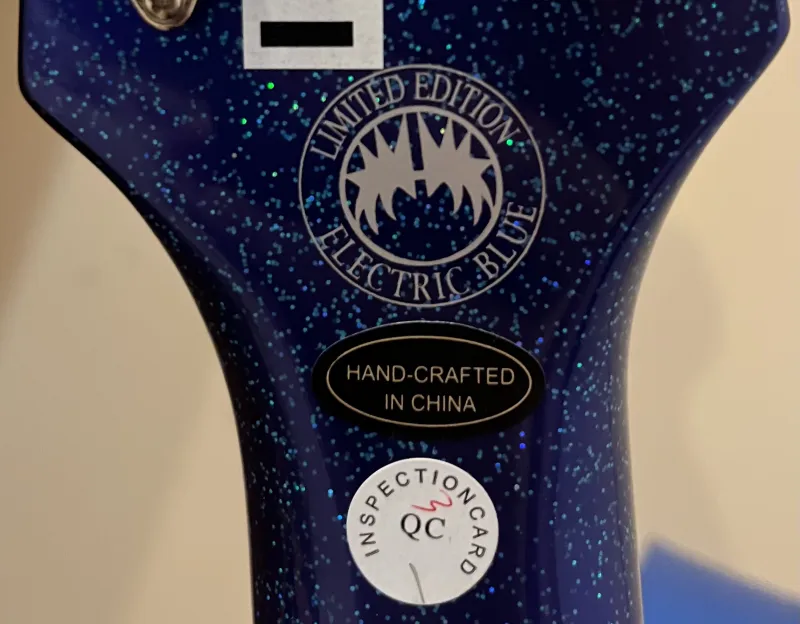 LIMITED EDITION
ELECTRIC BLUE
HAND-CRAFTED
IN CHINA
INSPECTION CARD
QC